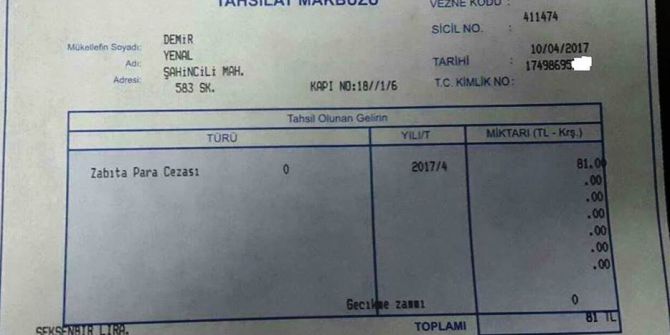 TAHSİLAT MAKBUZU
VEZNE KODU :
411474
SİCİL NO. :
Mükellefin Soyadı: DEMİR
Adı: YENAL
Adresi: ŞAHİNCİLİ MAH.
583 SK. KAPI NO:18//1/6
10/04/2017
TARİHİ :
17498695
T.C. KİMLİK NO:
Tahsil Olunan Gelirin
TÜRÜ YILI/T MİKTARI (TL - Krş.)
Zabıta Para Cezası 0 2017/4 81.00
.00
.00
.00
.00
.00
.00
Gecikme zammı 0
TOPLAMI 81 TL
SEKSENBİR LİRA.